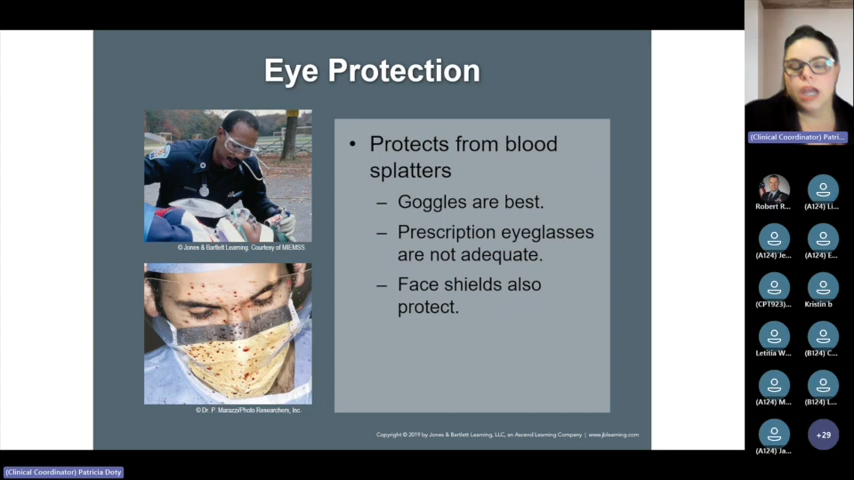 Eye Protection
• Protects from blood
splatters
– Goggles are best.
– Prescription eyeglasses
are not adequate.
– Face shields also
protect.
© Jones & Bartlett Learning. Courtesy of MIEMSS.
© Dr. P. Marazzi/Photo Researchers, Inc.
Copyright © 2019 by Jones & Bartlett Learning, LLC, an Ascend Learning Company | www.jblearning.com
(Clinical Coordinator) Patri...
Robert R...
(A124) Li...
(A124) Je...
(A124) E...
(CPT923)...
Kristin b
Letitia W...
(B124) C...
(A124) M...
(B124) L...
(A124) Ja...
+29
(Clinical Coordinator) Patricia Doty